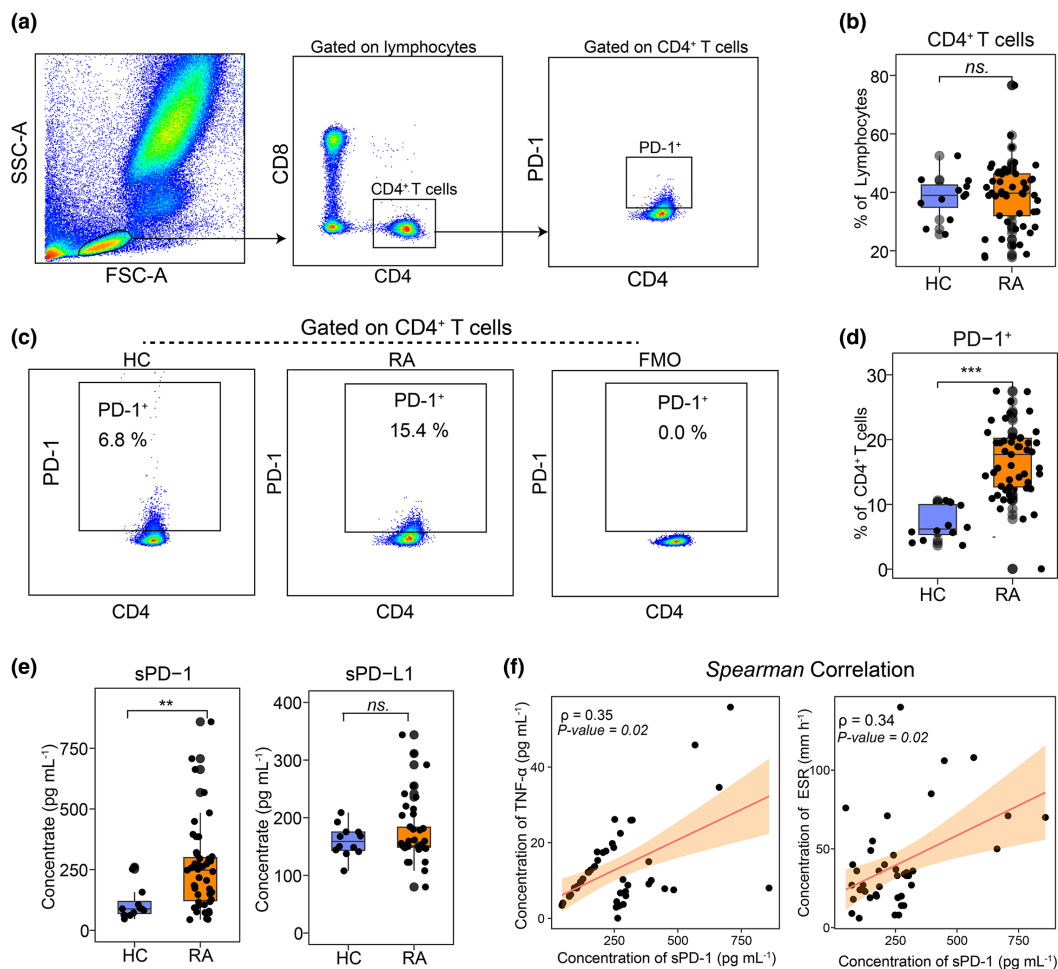 (a)
Gated on lymphocytes
Gated on CD4⁺ T cells
SSC-A
FSC-A
CD8
CD4⁺ T cells
CD4
PD-1
PD-1⁺
CD4
(b)
CD4⁺ T cells
ns.
% of Lymphocytes
80
60
40
20
HC
RA
(c)
Gated on CD4⁺ T cells
HC
RA
FMO
PD-1
PD-1⁺
6.8 %
CD4
PD-1
PD-1⁺
15.4 %
CD4
PD-1
PD-1⁺
0.0 %
CD4
(d)
PD−1⁺
***
% of CD4⁺ T cells
30
20
10
0
HC
RA
(e)
sPD−1
**
Concentrate (pg mL⁻¹)
750
500
250
0
HC
RA
sPD−L1
ns.
Concentrate (pg mL⁻¹)
400
300
200
100
0
HC
RA
(f)
Spearman Correlation
ρ = 0.35
P-value = 0.02
Concentration of TNF-α (pg mL⁻¹)
40
20
0
250
500
750
Concentration of sPD-1 (pg mL⁻¹)
ρ = 0.34
P-value = 0.02
Concentration of ESR (mm h⁻¹)
100
50
0
250
500
750
Concentration of sPD-1 (pg mL⁻¹)